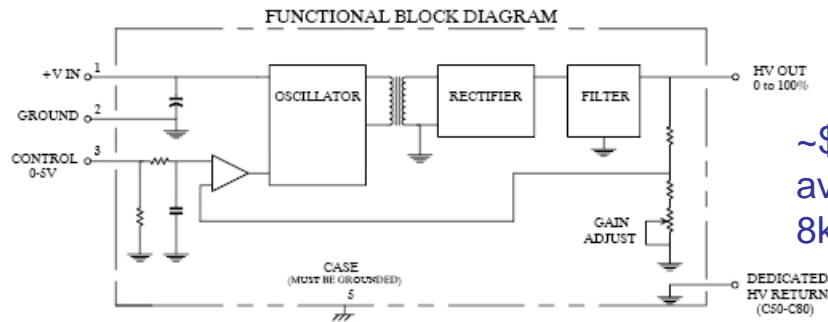 FUNCTIONAL BLOCK DIAGRAM
+V IN
1
GROUND
2
CONTROL
0-5V
3
OSCILLATOR
RECTIFIER
FILTER
HV OUT
0 to 100%
GAIN
ADJUST
CASE
(MUST BE GROUNDED)
5
DEDICATED
HV RETURN
(C50-C80)
~$
av
8k